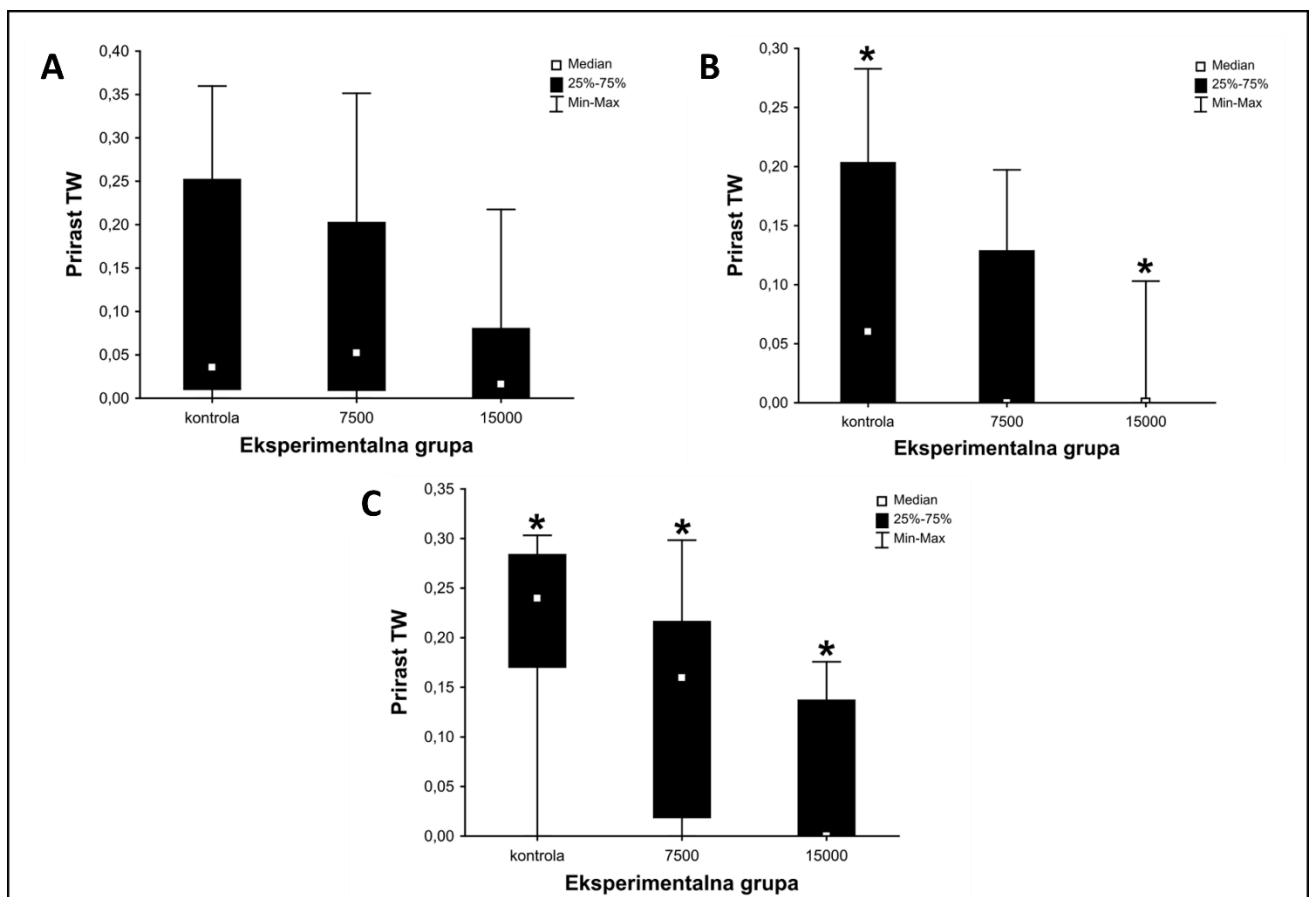 A
0,40
0,35
0,30
0,25
0,20
0,15
0,10
0,05
0,00
Prirast TW
Median
25%-75%
Min-Max
kontrola 7500 15000
Eksperimentalna grupa
B
0,30
0,25
0,20
0,15
0,10
0,05
0,00
Prirast TW
* *
Median
25%-75%
Min-Max
kontrola 7500 15000
Eksperimentalna grupa
C
0,35
0,30
0,25
0,20
0,15
0,10
0,05
0,00
Prirast TW
* * *
Median
25%-75%
Min-Max
kontrola 7500 15000
Eksperimentalna grupa